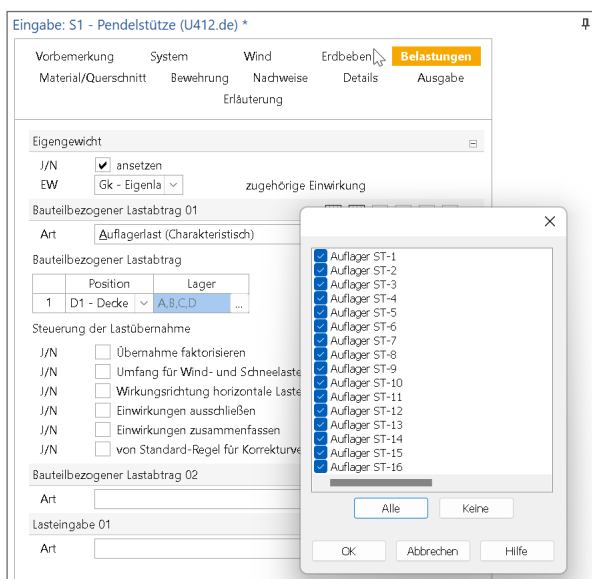 Eingabe: S1 - Pendelstütze (U412.de) *
Vorbemerkung System Wind Erdbeben Belastungen
Material/Querschnitt Bewehrung Nachweise Details Ausgabe
Erläuterung
Eigengewicht
J/N ansetzen
EW Gk - Eigenla zugehörige Einwirkung
Bauteilbezogener Lastabtrag 01
Art Auflagerlast (Charakteristisch)
Bauteilbezogener Lastabtrag
Position Lager
1 D1 - Decke A,B,C,D ...
Steuerung der Lastübernahme
J/N Übernahme faktorisieren
J/N Umfang für Wind- und Schneelaste
J/N Wirkungsrichtung horizontale Laste
J/N Einwirkungen ausschließen
J/N Einwirkungen zusammenfassen
J/N von Standard-Regel für Korrekturve
Bauteilbezogener Lastabtrag 02
Art
Lasteingabe 01
Art
Auflager ST-1
Auflager ST-2
Auflager ST-3
Auflager ST-4
Auflager ST-5
Auflager ST-6
Auflager ST-7
Auflager ST-8
Auflager ST-9
Auflager ST-10
Auflager ST-11
Auflager ST-12
Auflager ST-13
Auflager ST-14
Auflager ST-15
Auflager ST-16
Alle Keine
OK Abbrechen Hilfe